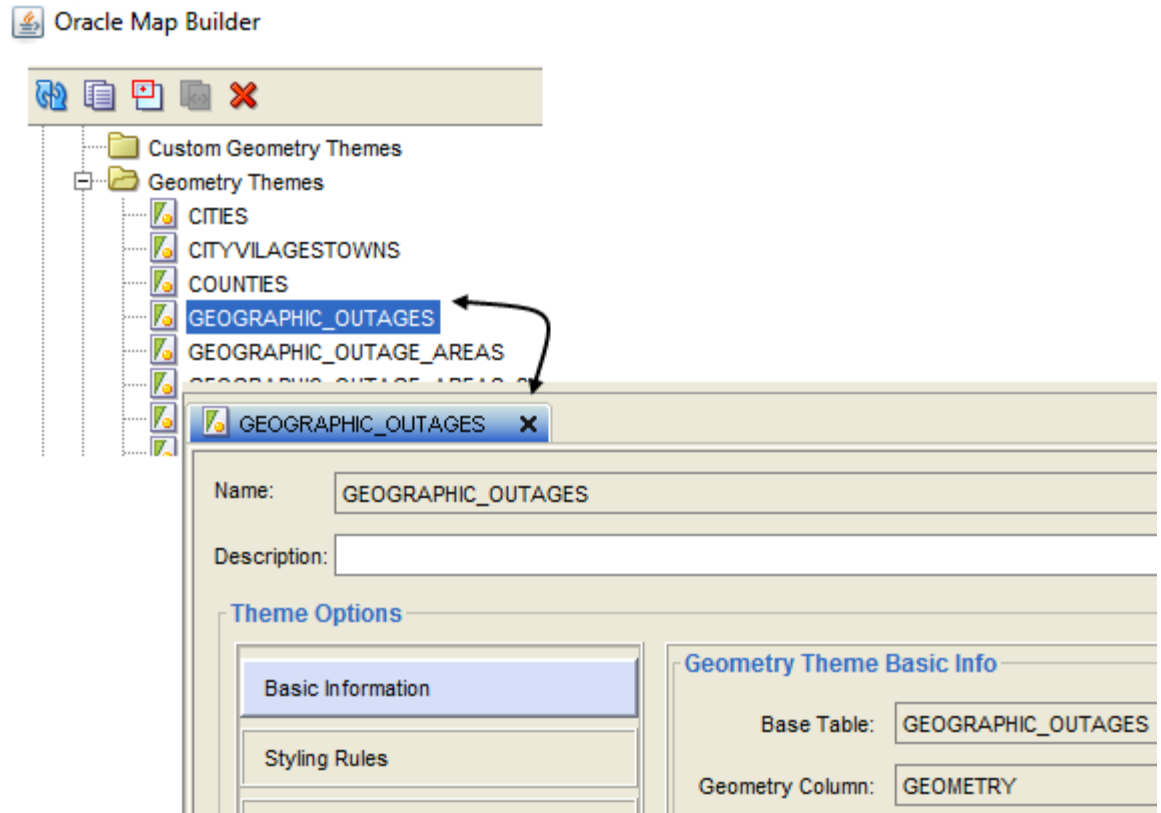 Oracle Map Builder
Custom Geometry Themes
Geometry Themes
CITIES
CITYVILAGESTOWNS
COUNTIES
GEOGRAPHIC_OUTAGES
GEOGRAPHIC_OUTAGE_AREAS
GEOGRAPHIC_OUTAGES
Name: GEOGRAPHIC_OUTAGES
Description:
Theme Options
Basic Information
Styling Rules
Geometry Theme Basic Info
Base Table: GEOGRAPHIC_OUTAGES
Geometry Column: GEOMETRY